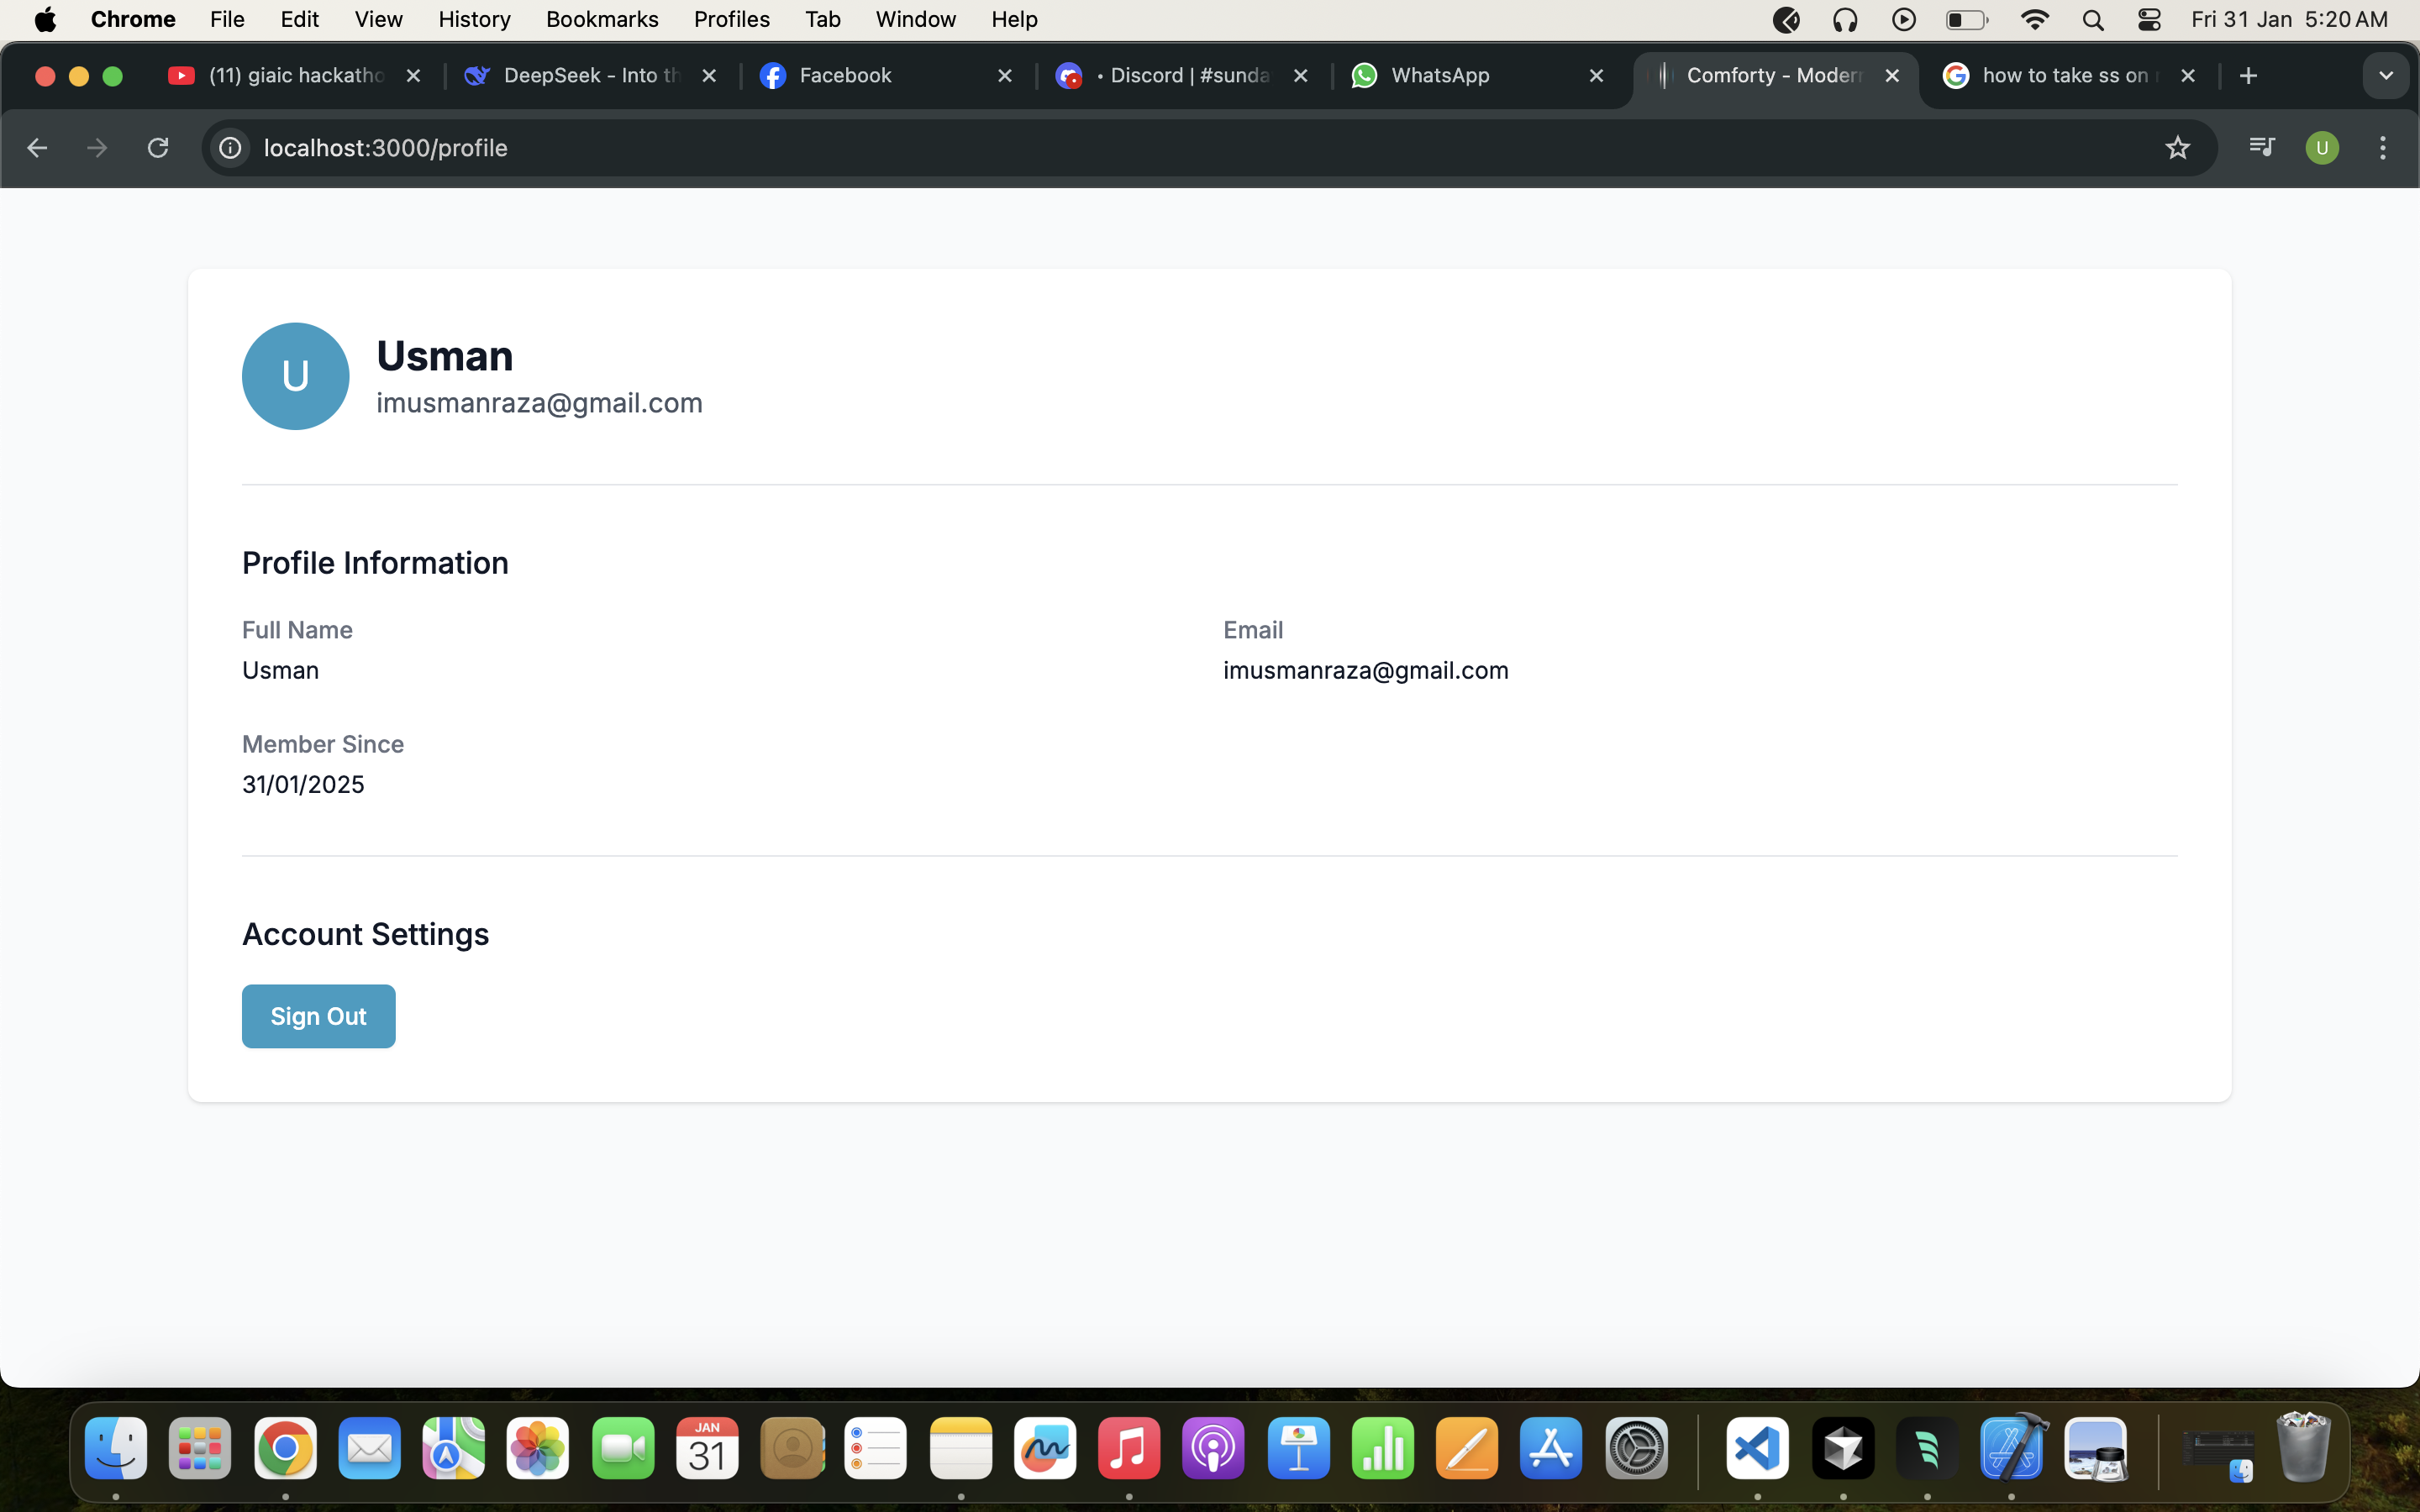 Chrome File Edit View History Bookmarks Profiles Tab Window Help Fri 31 Jan 5:20 AM
(11) giaic hackatho DeepSeek - Into th Facebook • Discord | #sunda WhatsApp Comforty - Modern how to take ss on
localhost:3000/profile U
U
Usman
imusmanraza@gmail.com
Profile Information
Full Name Email
Usman imusmanraza@gmail.com
Member Since
31/01/2025
Account Settings
Sign Out
JAN
31